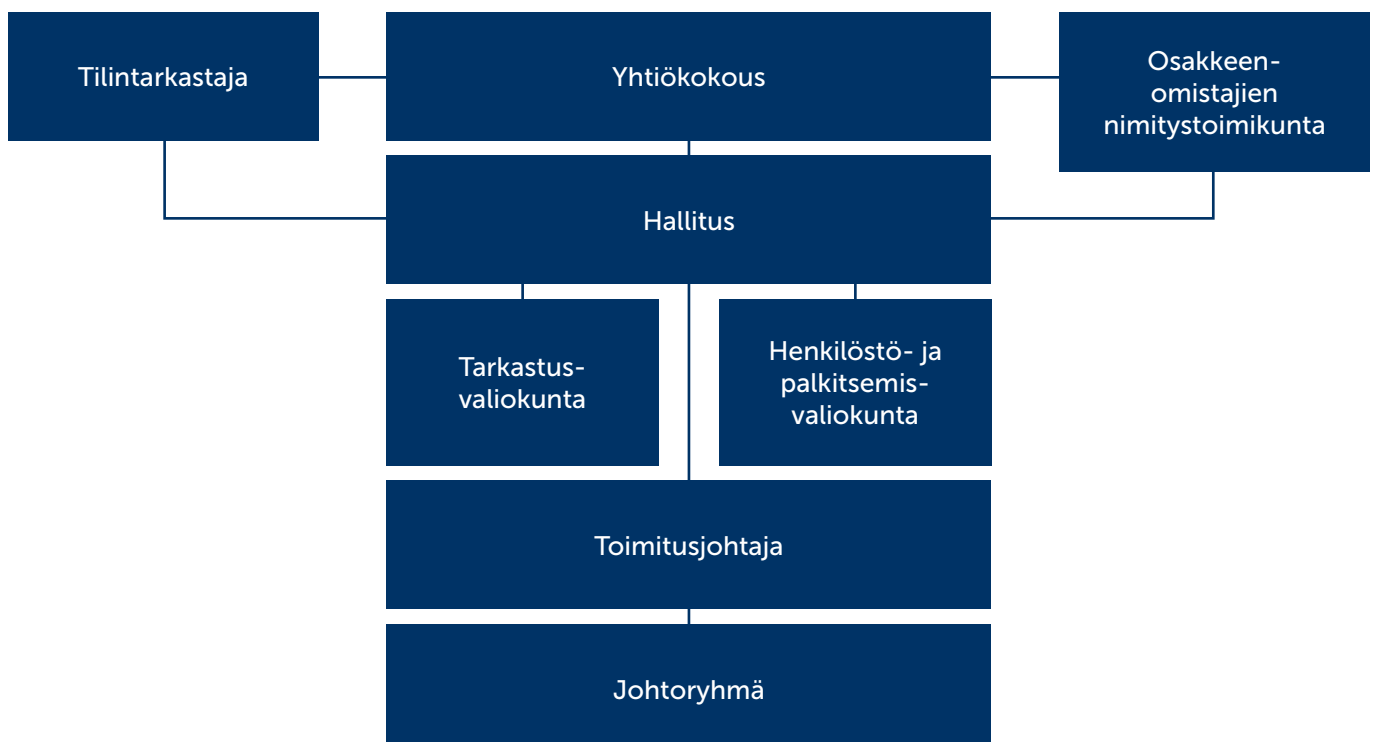 Tilintarkastaja
Yhtiökokous
Osakkeen-
omistajien
nimitystoimikunta
Hallitus
Tarkastus-
valiokunta
Henkilöstö- ja
palkitsemis-
valiokunta
Toimitusjohtaja
Johtoryhmä